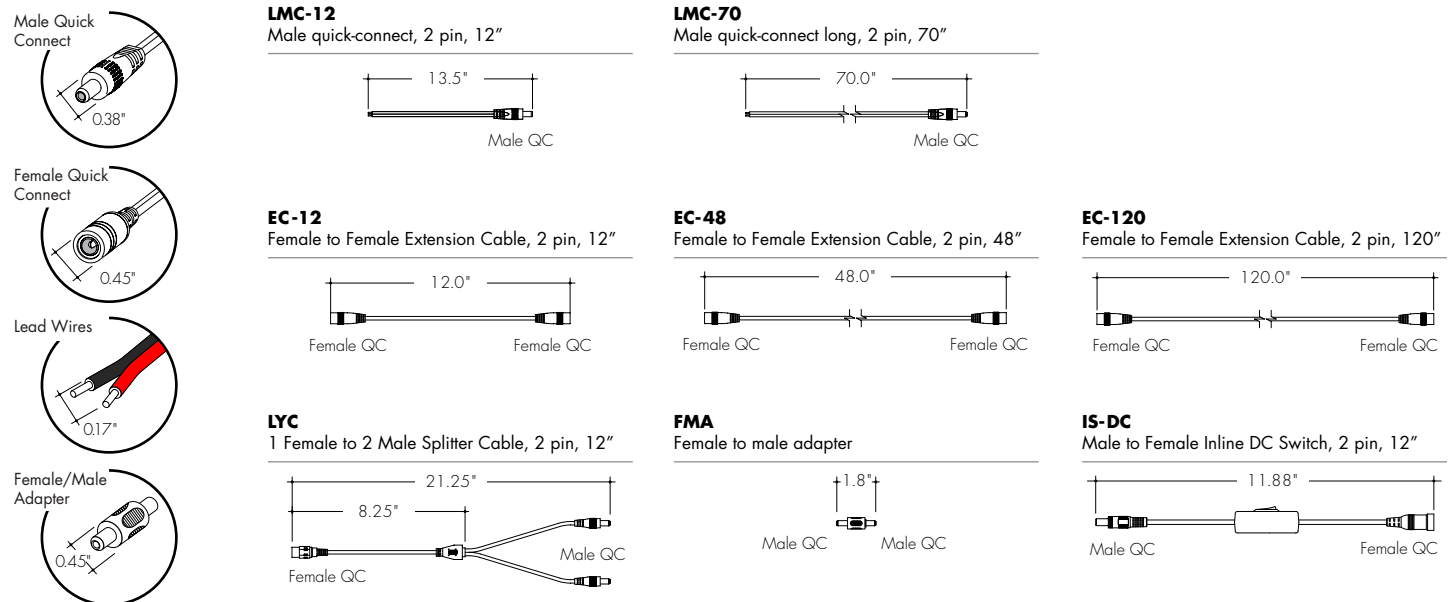 Male Quick
Connect
0.38"
Female Quick
Connect
0.45"
Lead Wires
0.17"
Female/Male
Adapter
0.45"
LMC-12
Male quick-connect, 2 pin, 12”
13.5"
Male QC
LMC-70
Male quick-connect long, 2 pin, 70”
70.0"
Male QC
EC-12
Female to Female Extension Cable, 2 pin, 12”
12.0"
Female QC Female QC
EC-48
Female to Female Extension Cable, 2 pin, 48”
48.0"
Female QC Female QC
EC-120
Female to Female Extension Cable, 2 pin, 120”
120.0"
Female QC Female QC
LYC
1 Female to 2 Male Splitter Cable, 2 pin, 12”
21.25"
8.25"
Male QC
Female QC
FMA
Female to male adapter
1.8"
Male QC Male QC
IS-DC
Male to Female Inline DC Switch, 2 pin, 12”
11.88"
Male QC Female QC